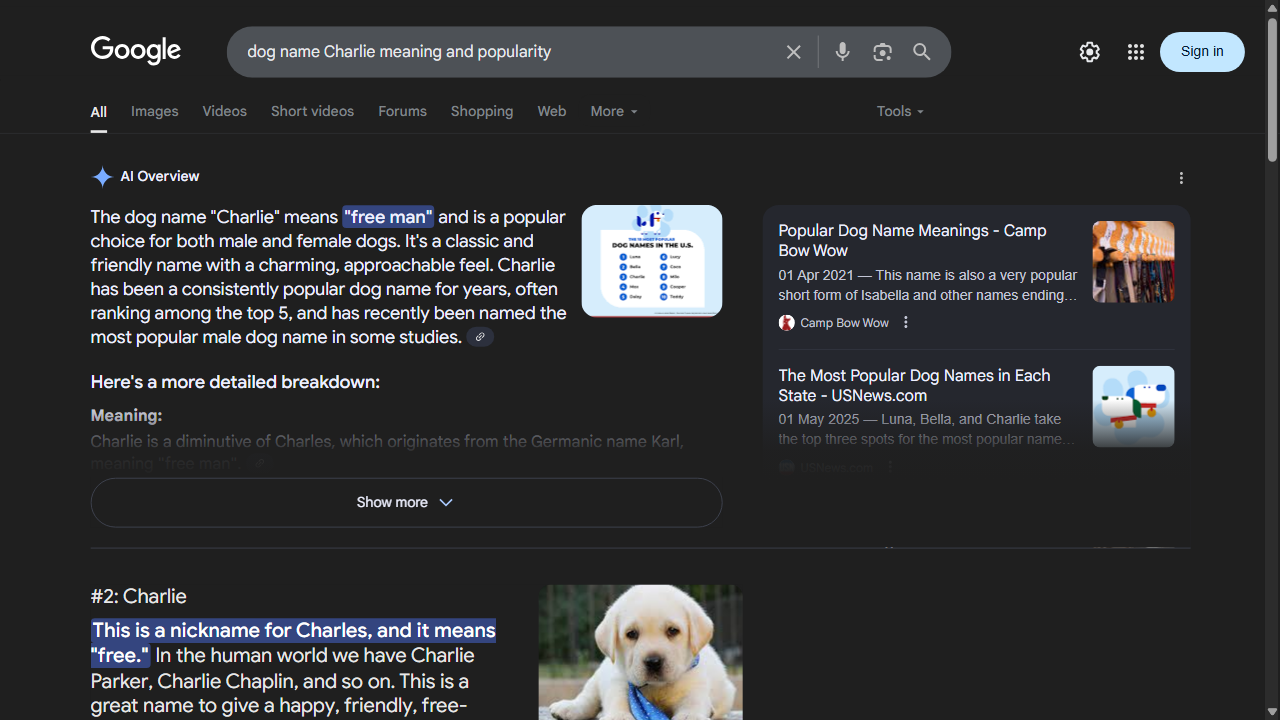 Google
dog name Charlie meaning and popularity
Sign in
All
Images
Videos
Short videos
Forums
Shopping
Web
More
Tools
AI Overview
The dog name "Charlie" means "free man" and is a popular
choice for both male and female dogs. It's a classic and
friendly name with a charming, approachable feel. Charlie
has been a consistently popular dog name for years, often
ranking among the top 5, and has recently been named the
most popular male dog name in some studies.
DOG NAMES IN THE U.S.
Luna
Bella
Charlie
Max
Daisy
Lucy
Coco
Milo
Cooper
Teddy
Here's a more detailed breakdown:
Meaning:
Charlie is a diminutive of Charles, which originates from the Germanic name Karl,
meaning "free man".
Show more
Popular Dog Name Meanings - Camp
Bow Wow
01 Apr 2021 — This name is also a very popular
short form of Isabella and other names ending...
Camp Bow Wow
The Most Popular Dog Names in Each
State - USNews.com
01 May 2025 — Luna, Bella, and Charlie take
the top three spots for the most popular name...
USNews.com
#2: Charlie
This is a nickname for Charles, and it means
"free." In the human world we have Charlie
Parker, Charlie Chaplin, and so on. This is a
great name to give a happy, friendly, free-